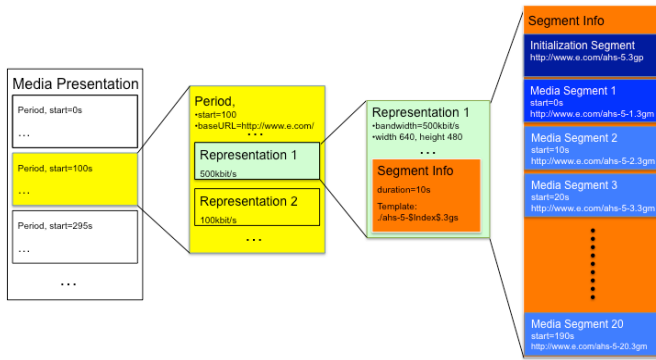 Media Presentation
Period, start=0s
...
Period, start=100s
...
Period, start=295s
...
...
Period,
•start=100
•baseURL=http://www.e.com/
...
Representation 1
500kbit/s
Representation 2
100kbit/s
...
Representation 1
•bandwidth=500kbit/s
•width 640, height 480
Segment Info
duration=10s
Template:
./ahs-5-$Index$.3gs
Segment Info
Initialization Segment
http://www.e.com/ahs-5.3gp
Media Segment 1
start=0s
http://www.e.com/ahs-5-1.3gm
Media Segment 2
start=10s
http://www.e.com/ahs-5-2.3gm
Media Segment 3
start=20s
http://www.e.com/ahs-5-3.3gm
Media Segment 20
start=190s
http://www.e.com/ahs-5-20.3gm